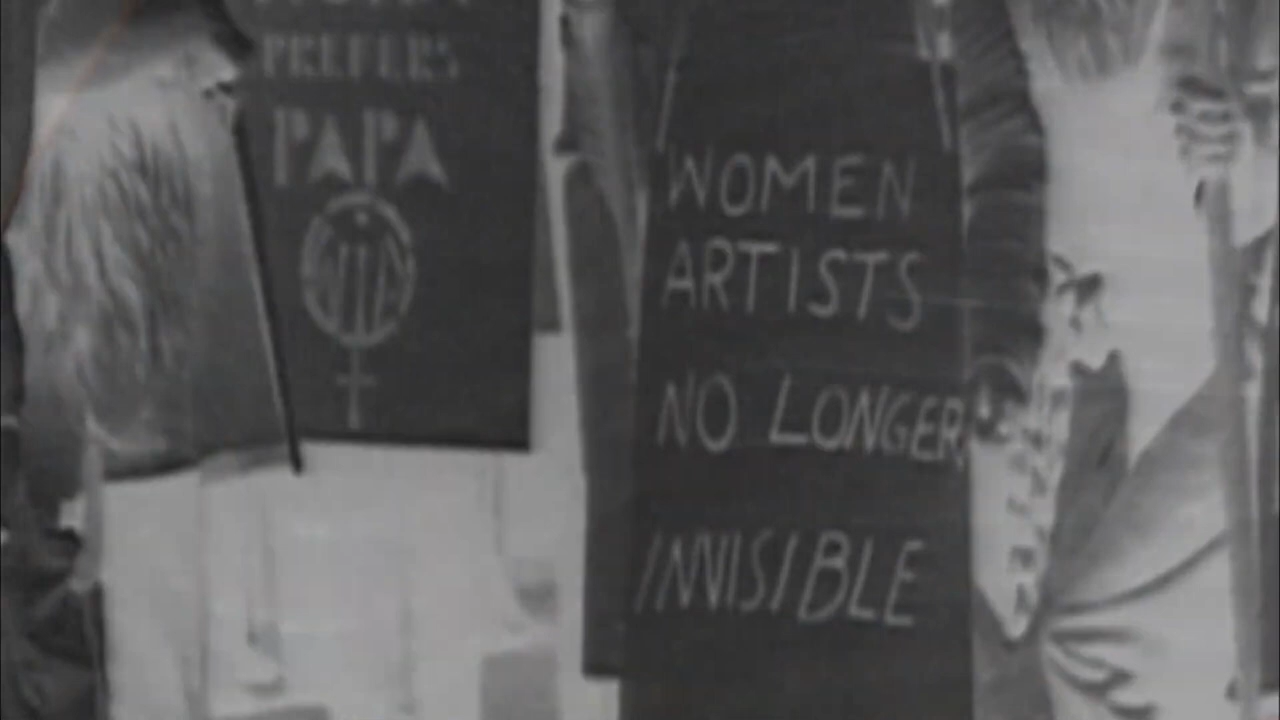 PREFERS
PAPA
WOMEN
ARTISTS
NO LONGER
INVISIBLE